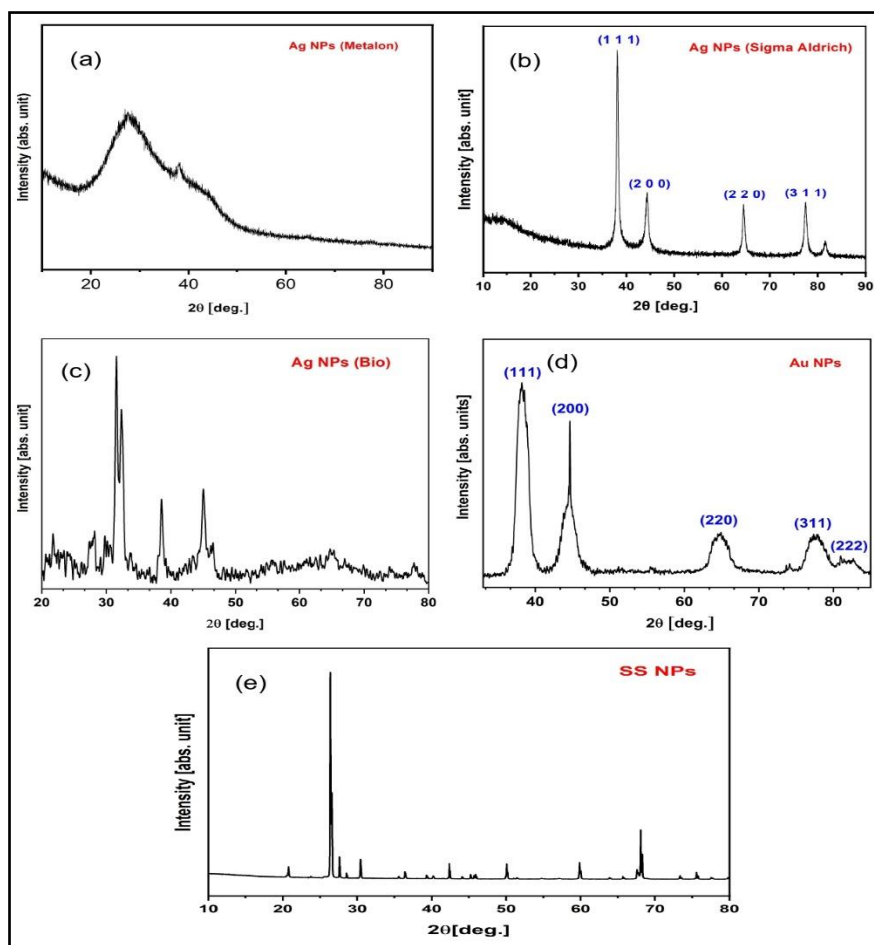 (a)
Ag NPs (Metalon)
Intensity (abs. unit)
20 40 60 80
2θ [deg.]
(b)
Ag NPs (Sigma Aldrich)
(1 1 1)
(2 0 0)
(2 2 0)
(3 1 1)
Intensity [abs. unit]
10 20 30 40 50 60 70 80 90
2θ [deg.]
(c)
Ag NPs (Bio)
Intensity [abs. unit]
20 30 40 50 60 70 80
2θ [deg.]
(d)
Au NPs
(111)
(200)
(220)
(311)
(222)
Intensity [abs. units]
40 50 60 70 80
2θ [deg.]
(e)
SS NPs
Intensity [abs. unit]
10 20 30 40 50 60 70 80
2θ[deg.]